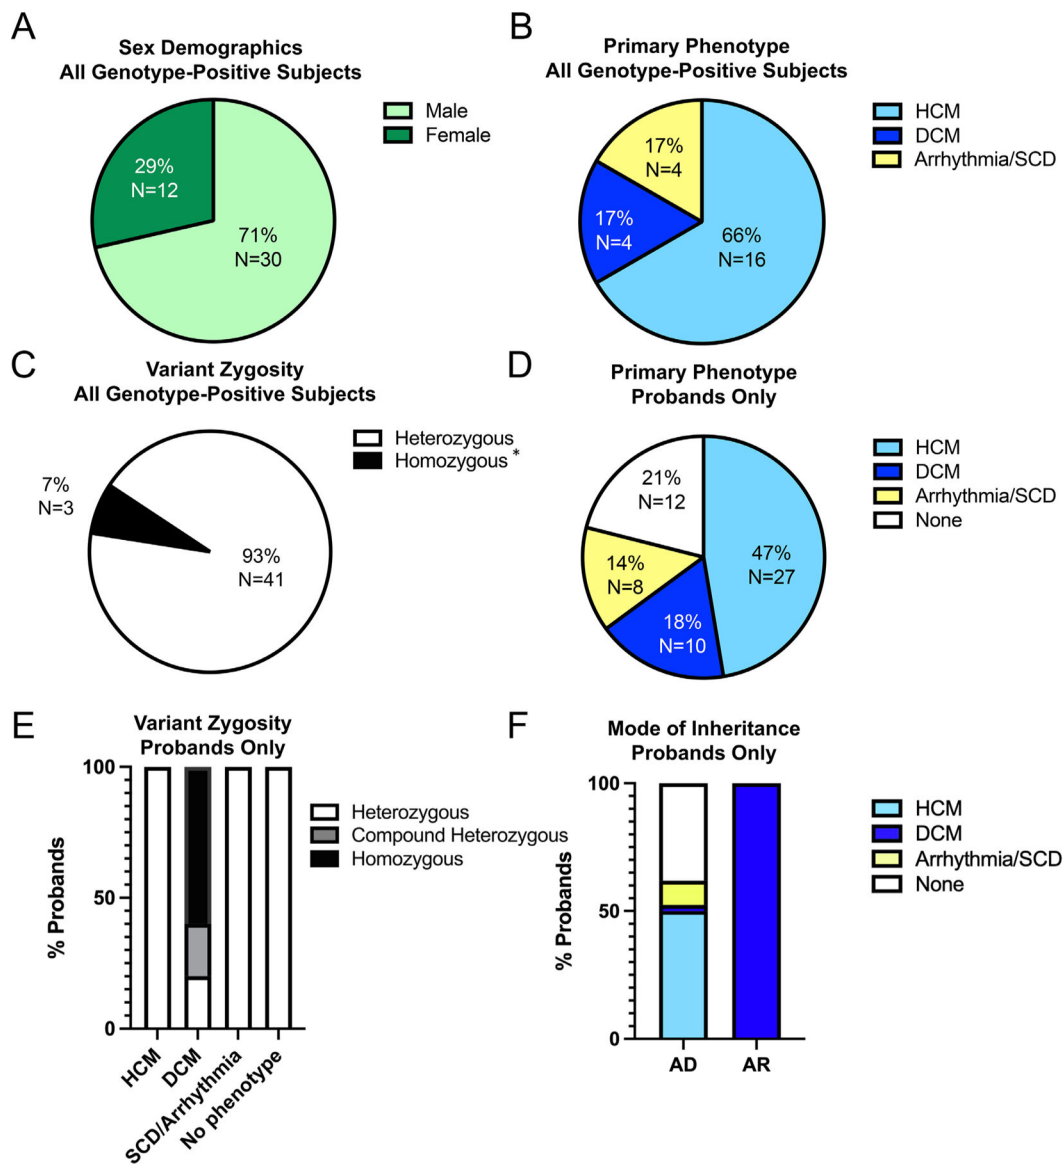 A
Sex Demographics
All Genotype-Positive Subjects
Male
Female
29%
N=12
71%
N=30
B
Primary Phenotype
All Genotype-Positive Subjects
HCM
DCM
Arrhythmia/SCD
17%
N=4
17%
N=4
66%
N=16
C
Variant Zygosity
All Genotype-Positive Subjects
Heterozygous
Homozygous*
7%
N=3
93%
N=41
D
Primary Phenotype
Probands Only
HCM
DCM
Arrhythmia/SCD
None
21%
N=12
47%
N=27
14%
N=8
18%
N=10
E
Variant Zygosity
Probands Only
100
50
0
% Probands
Heterozygous
Compound Heterozygous
Homozygous
HCM
DCM
SCD/Arrhythmia
No phenotype
F
Mode of Inheritance
Probands Only
100
50
0
% Probands
HCM
DCM
Arrhythmia/SCD
None
AD
AR